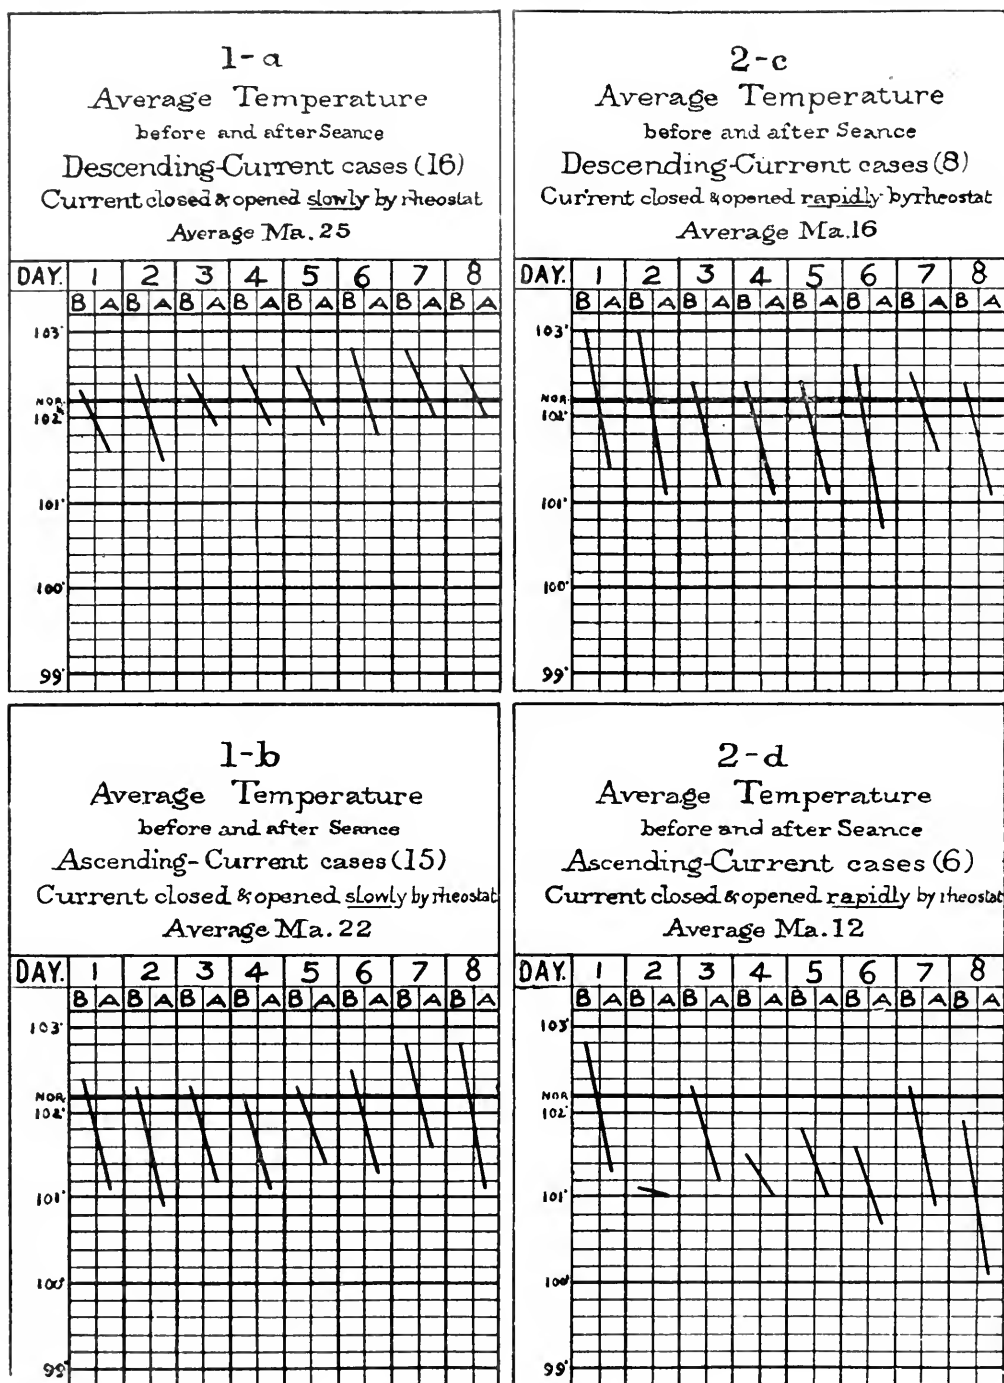 1-a
Average Temperature
before and after Seance
Descending-Current cases (16)
Current closed & opened slowly by rheostat
Average Ma. 25
DAY. 1 2 3 4 5 6 7 8
B A B A B A B A B A B A B A B A
103°
NOR.
102°
101°
100°
99°
2-c
Average Temperature
before and after Seance
Descending-Current cases (8)
Current closed & opened rapidly by rheostat
Average Ma. 16
DAY. 1 2 3 4 5 6 7 8
B A B A B A B A B A B A B A B A
103°
NOR.
102°
101°
100°
99°
1-b
Average Temperature
before and after Seance
Ascending-Current cases (15)
Current closed & opened slowly by rheostat
Average Ma. 22
DAY. 1 2 3 4 5 6 7 8
B A B A B A B A B A B A B A B A
103°
NOR.
102°
101°
100°
99°
2-d
Average Temperature
before and after Seance
Ascending-Current cases (6)
Current closed & opened rapidly by rheostat
Average Ma. 12
DAY. 1 2 3 4 5 6 7 8
B A B A B A B A B A B A B A B A
103°
NOR.
102°
101°
100°
99°